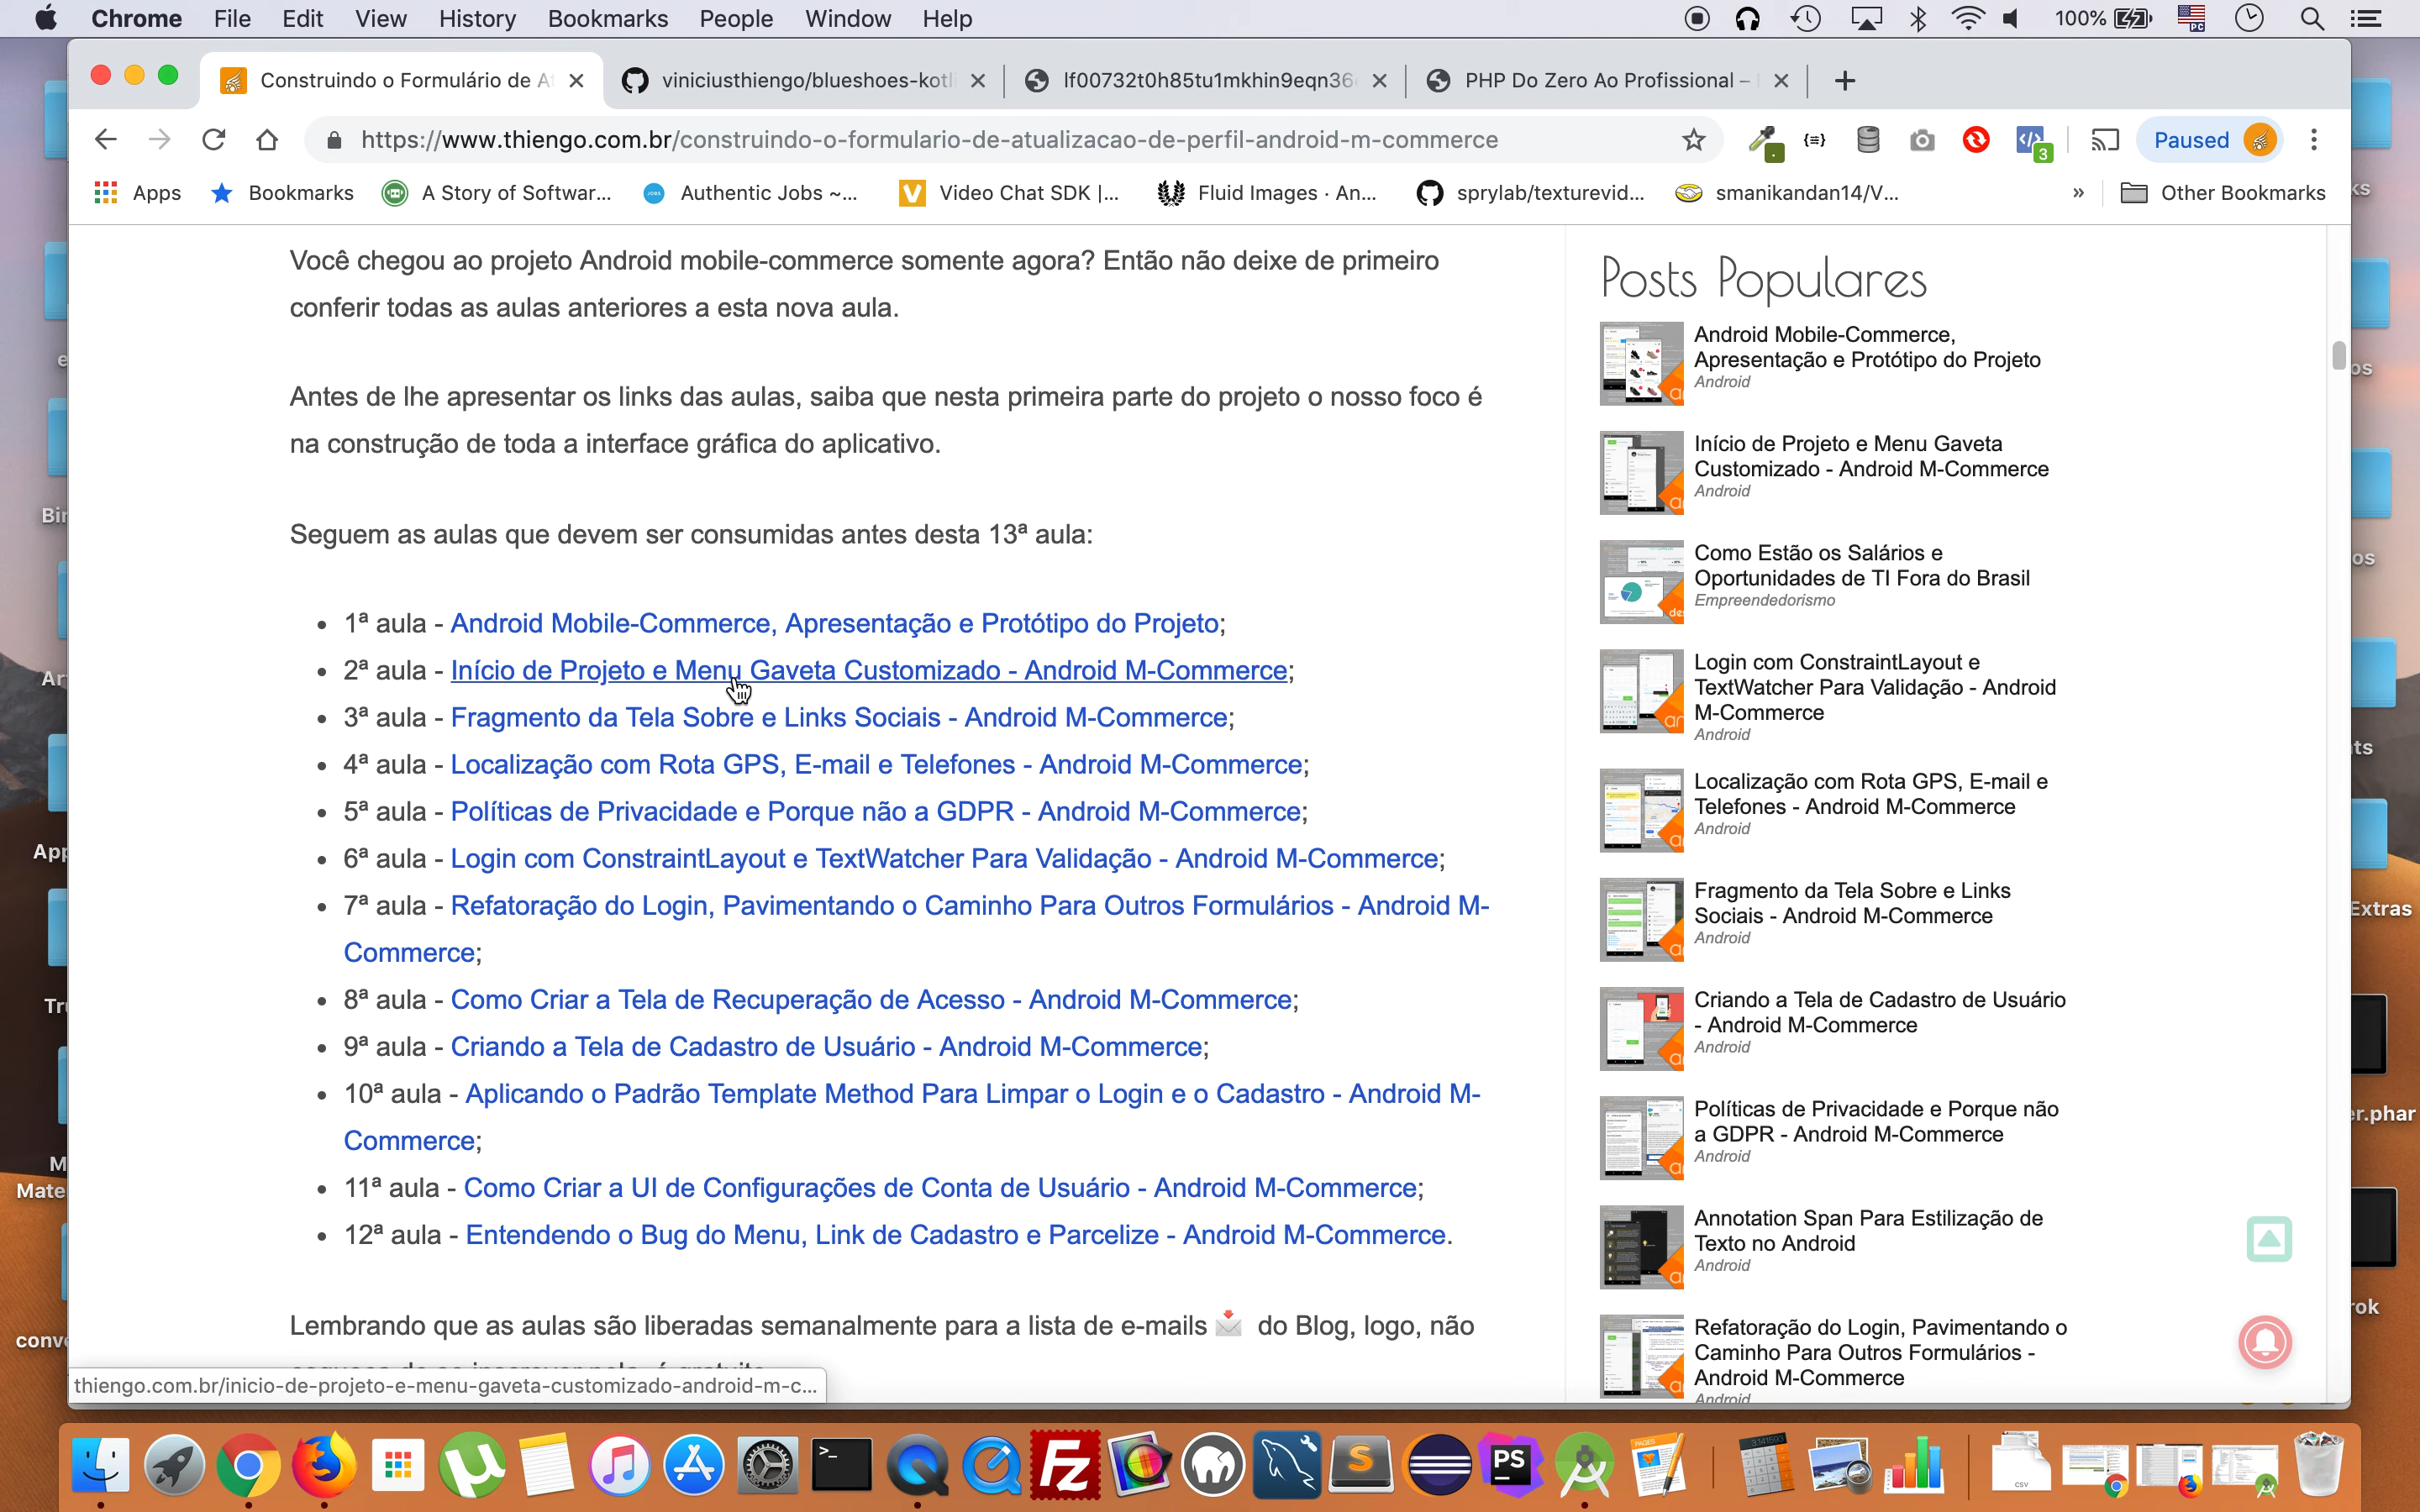 Chrome File Edit View History Bookmarks People Window Help 100%
Construindo o Formulário de A
viniciusthiengo/blueshoes-kotli
lf00732t0h85tu1mkhin9eqn36
PHP Do Zero Ao Profissional –
https://www.thiengo.com.br/construindo-o-formulario-de-atualizacao-de-perfil-android-m-commerce
3
Paused
Apps Bookmarks A Story of Softwar... Authentic Jobs ~... Video Chat SDK |... Fluid Images · An... sprylab/texturevid... smanikandan14/V... » Other Bookmarks
Você chegou ao projeto Android mobile-commerce somente agora? Então não deixe de primeiro
conferir todas as aulas anteriores a esta nova aula.
Antes de lhe apresentar os links das aulas, saiba que nesta primeira parte do projeto o nosso foco é
na construção de toda a interface gráfica do aplicativo.
Seguem as aulas que devem ser consumidas antes desta 13ª aula:
• 1ª aula - Android Mobile-Commerce, Apresentação e Protótipo do Projeto;
• 2ª aula - Início de Projeto e Menu Gaveta Customizado - Android M-Commerce;
• 3ª aula - Fragmento da Tela Sobre e Links Sociais - Android M-Commerce;
• 4ª aula - Localização com Rota GPS, E-mail e Telefones - Android M-Commerce;
• 5ª aula - Políticas de Privacidade e Porque não a GDPR - Android M-Commerce;
• 6ª aula - Login com ConstraintLayout e TextWatcher Para Validação - Android M-Commerce;
• 7ª aula - Refatoração do Login, Pavimentando o Caminho Para Outros Formulários - Android M-
Commerce;
• 8ª aula - Como Criar a Tela de Recuperação de Acesso - Android M-Commerce;
• 9ª aula - Criando a Tela de Cadastro de Usuário - Android M-Commerce;
• 10ª aula - Aplicando o Padrão Template Method Para Limpar o Login e o Cadastro - Android M-
Commerce;
• 11ª aula - Como Criar a UI de Configurações de Conta de Usuário - Android M-Commerce;
• 12ª aula - Entendendo o Bug do Menu, Link de Cadastro e Parcelize - Android M-Commerce.
Lembrando que as aulas são liberadas semanalmente para a lista de e-mails 📩 do Blog, logo, não
thiengo.com.br/inicio-de-projeto-e-menu-gaveta-customizado-android-m-c...
Posts Populares
Android Mobile-Commerce,
Apresentação e Protótipo do Projeto
Android
Início de Projeto e Menu Gaveta
Customizado - Android M-Commerce
Android
Como Estão os Salários e
Oportunidades de TI Fora do Brasil
Empreendedorismo
Login com ConstraintLayout e
TextWatcher Para Validação - Android
M-Commerce
Android
Localização com Rota GPS, E-mail e
Telefones - Android M-Commerce
Android
Fragmento da Tela Sobre e Links
Sociais - Android M-Commerce
Android
Criando a Tela de Cadastro de Usuário
- Android M-Commerce
Android
Políticas de Privacidade e Porque não
a GDPR - Android M-Commerce
Android
Annotation Span Para Estilização de
Texto no Android
Android
Refatoração do Login, Pavimentando o
Caminho Para Outros Formulários -
Android M-Commerce
Android
Extras
er.phar
PS
PAGES
CSV